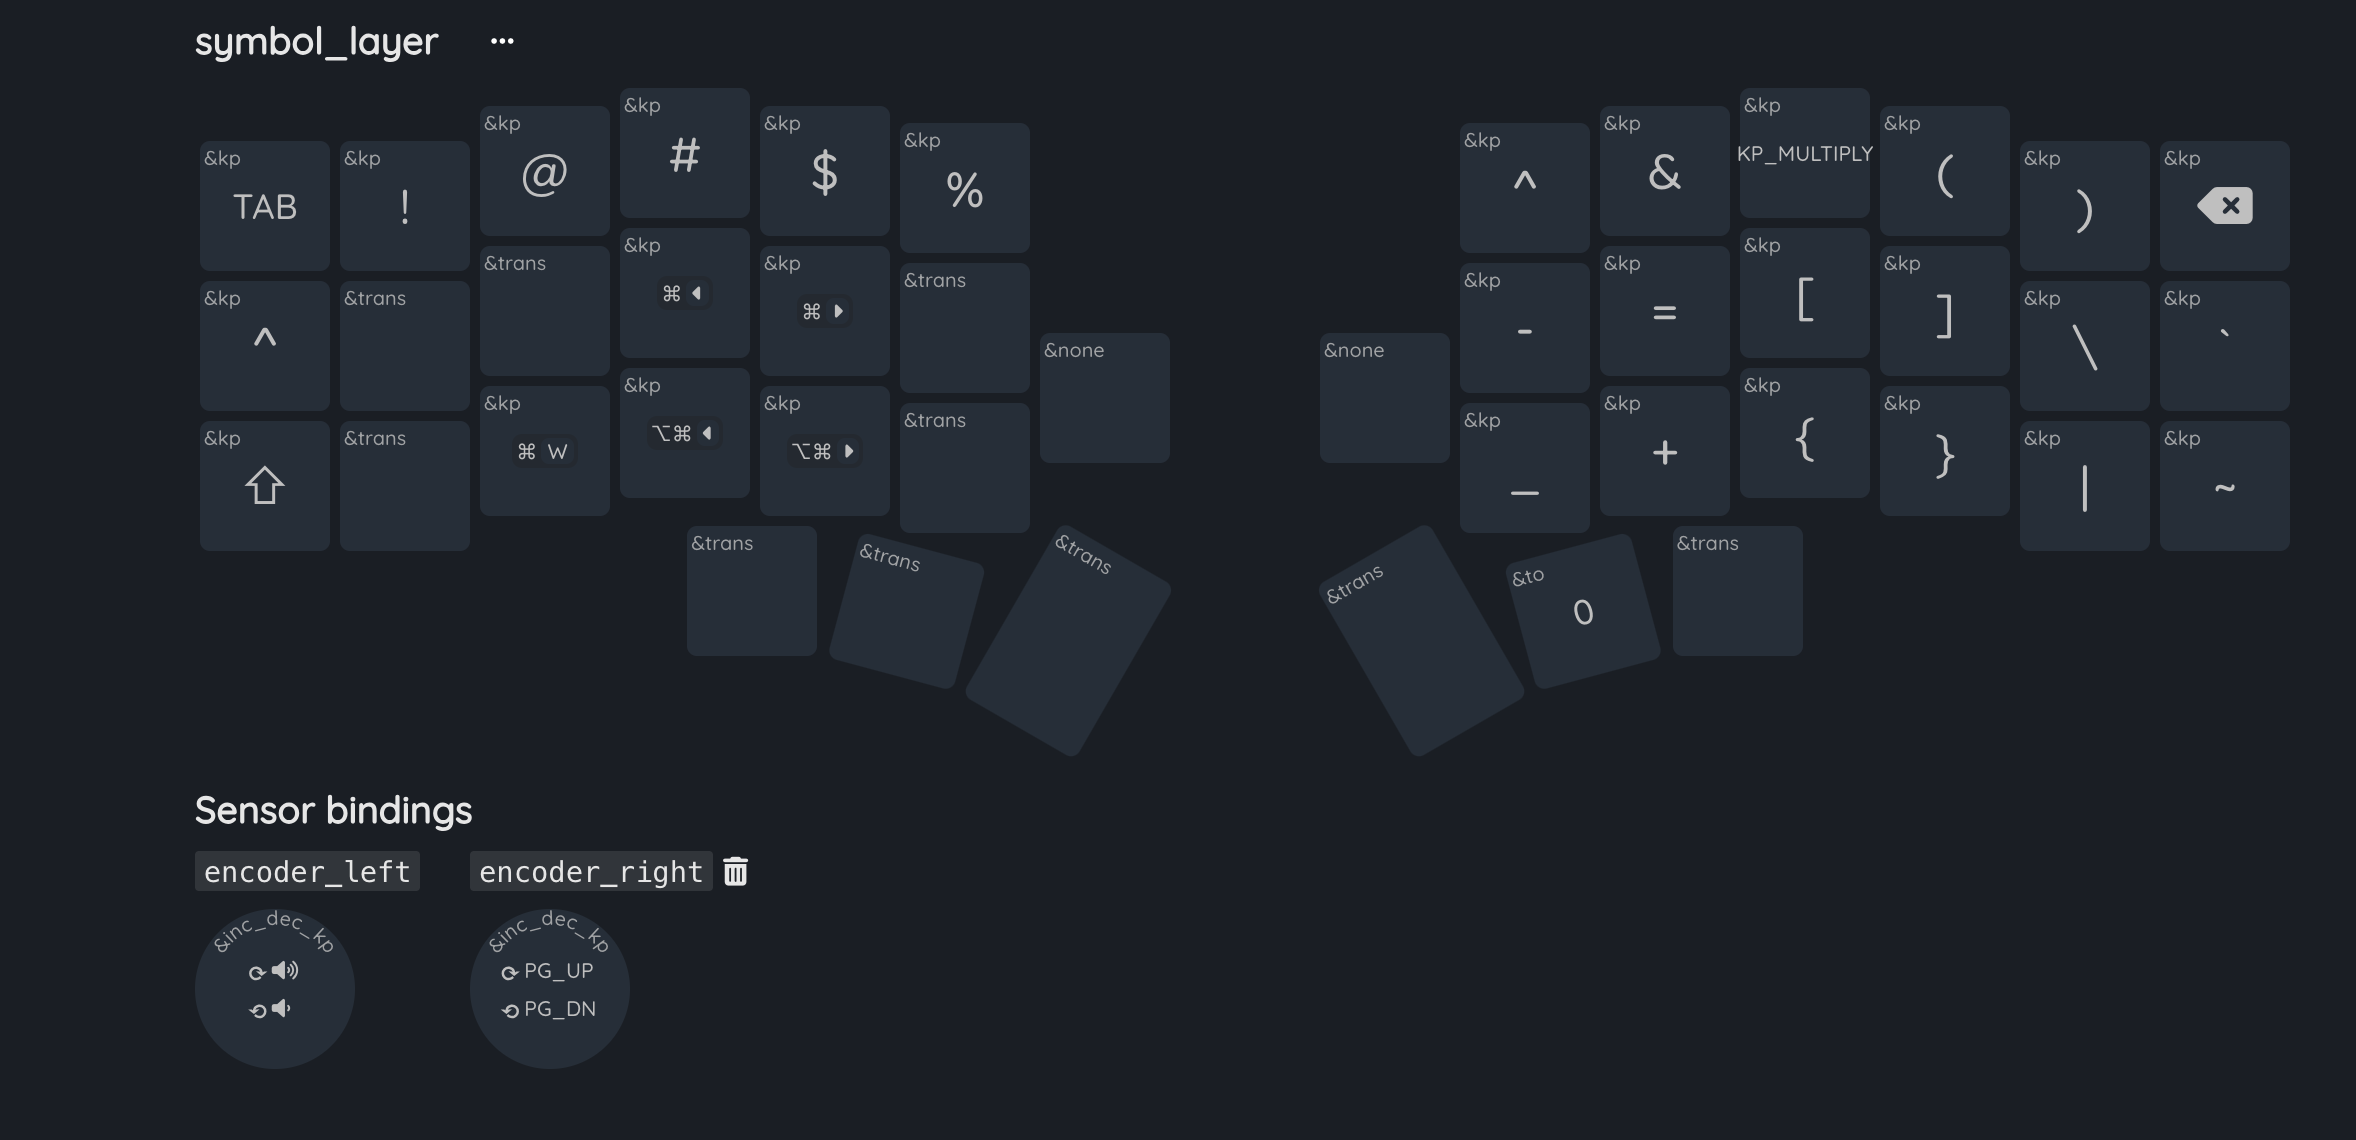 symbol_layer ...
&kp TAB &kp ! &kp @ &kp # &kp $ &kp % &kp ^ &kp & &kp KP_MULTIPLY &kp ( &kp ) &kp ⌫
&kp ^ &trans &trans &kp ⌘ ◀ &kp ⌘ ▶ &trans &kp - &kp = &kp [ &kp ] &kp \ &kp `
&kp ⇧ &trans &kp ⌘ W &kp ⌥⌘ ◀ &kp ⌥⌘ ▶ &trans &none &none &kp _ &kp + &kp { &kp } &kp | &kp ~
&trans &trans &trans &trans &to 0 &trans
Sensor bindings
encoder_left encoder_right
&inc_dec_kp &inc_dec_kp
⟳ PG_UP
⟲ PG_DN